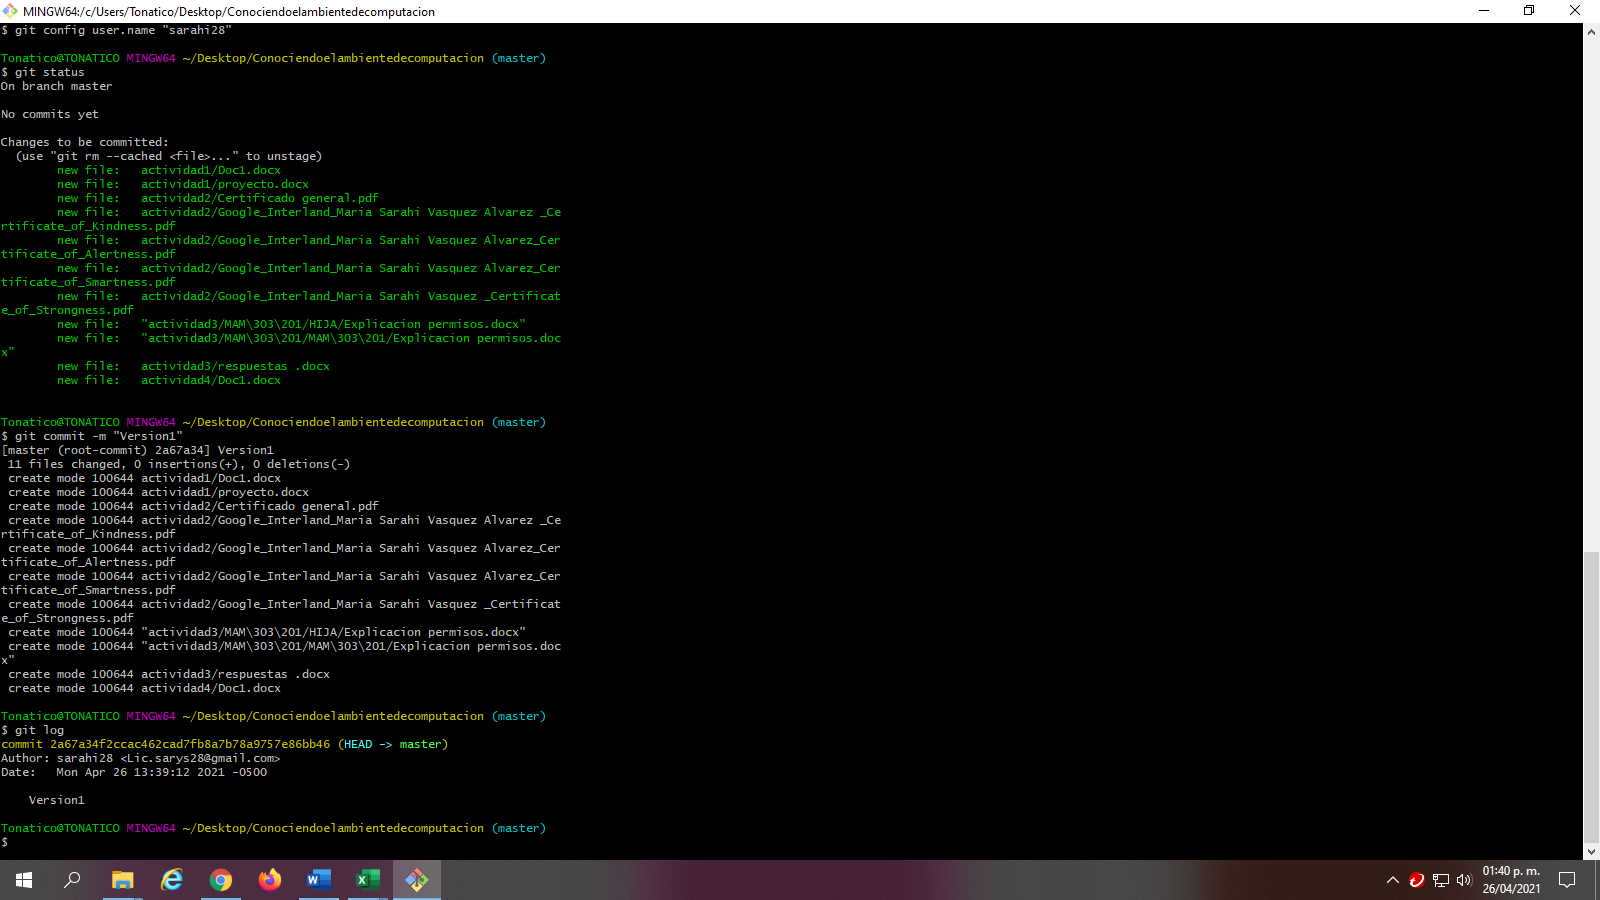 MINGW64:/c/Users/Tonatico/Desktop/Conociendoelambientedecomputacion
$ git config user.name "sarahi28"
Tonatico@TONATICO MINGW64 ~/Desktop/Conociendoelambientedecomputacion (master)
$ git status
On branch master
No commits yet
Changes to be committed:
  (use "git rm --cached <file>..." to unstage)
        new file:   actividad1/Doc1.docx
        new file:   actividad1/proyecto.docx
        new file:   actividad2/Certificado general.pdf
        new file:   actividad2/Google_Interland_Maria Sarahi Vasquez Alvarez _Ce
rtificate_of_Kindness.pdf
        new file:   actividad2/Google_Interland_Maria Sarahi Vasquez Alvarez_Cer
tificate_of_Alertness.pdf
        new file:   actividad2/Google_Interland_Maria Sarahi Vasquez Alvarez_Cer
tificate_of_Smartness.pdf
        new file:   actividad2/Google_Interland_Maria Sarahi Vasquez _Certificat
e_of_Strongness.pdf
        new file:   "actividad3/MAM\303\201/HIJA/Explicacion permisos.docx"
        new file:   "actividad3/MAM\303\201/MAM\303\201/Explicacion permisos.doc
x"
        new file:   actividad3/respuestas .docx
        new file:   actividad4/Doc1.docx
Tonatico@TONATICO MINGW64 ~/Desktop/Conociendoelambientedecomputacion (master)
$ git commit -m "Version1"
[master (root-commit) 2a67a34] Version1
 11 files changed, 0 insertions(+), 0 deletions(-)
 create mode 100644 actividad1/Doc1.docx
 create mode 100644 actividad1/proyecto.docx
 create mode 100644 actividad2/Certificado general.pdf
 create mode 100644 actividad2/Google_Interland_Maria Sarahi Vasquez Alvarez _Ce
rtificate_of_Kindness.pdf
 create mode 100644 actividad2/Google_Interland_Maria Sarahi Vasquez Alvarez_Cer
tificate_of_Alertness.pdf
 create mode 100644 actividad2/Google_Interland_Maria Sarahi Vasquez Alvarez_Cer
tificate_of_Smartness.pdf
 create mode 100644 actividad2/Google_Interland_Maria Sarahi Vasquez _Certificat
e_of_Strongness.pdf
 create mode 100644 "actividad3/MAM\303\201/HIJA/Explicacion permisos.docx"
 create mode 100644 "actividad3/MAM\303\201/MAM\303\201/Explicacion permisos.doc
x"
 create mode 100644 actividad3/respuestas .docx
 create mode 100644 actividad4/Doc1.docx
Tonatico@TONATICO MINGW64 ~/Desktop/Conociendoelambientedecomputacion (master)
$ git log
commit 2a67a34f2ccac462cad7fb8a7b78a9757e86bb46 (HEAD -> master)
Author: sarahi28 <Lic.sarys28@gmail.com>
Date:   Mon Apr 26 13:39:12 2021 -0500
    Version1
Tonatico@TONATICO MINGW64 ~/Desktop/Conociendoelambientedecomputacion (master)
$
01:40 p. m.
26/04/2021